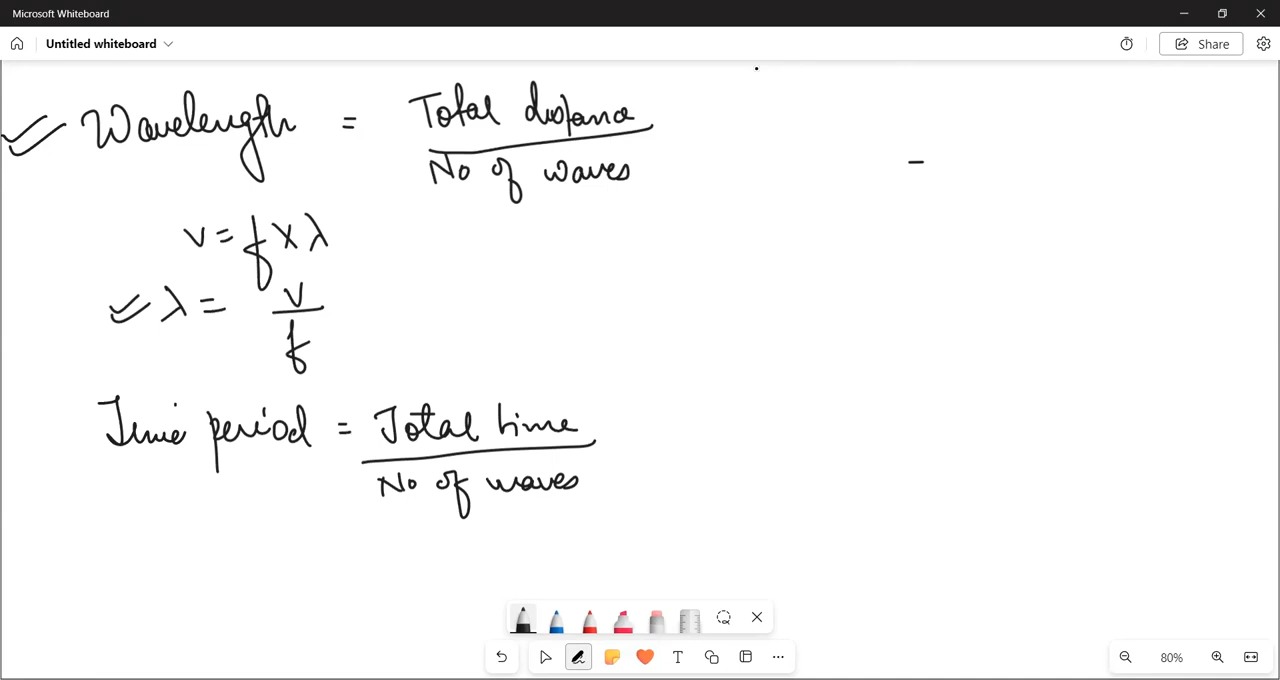 Microsoft Whiteboard
Untitled whiteboard
Share
Wavelength = Total distance
No of waves
v = f x λ
λ = v
f
Time period = Total time
No of waves
80%